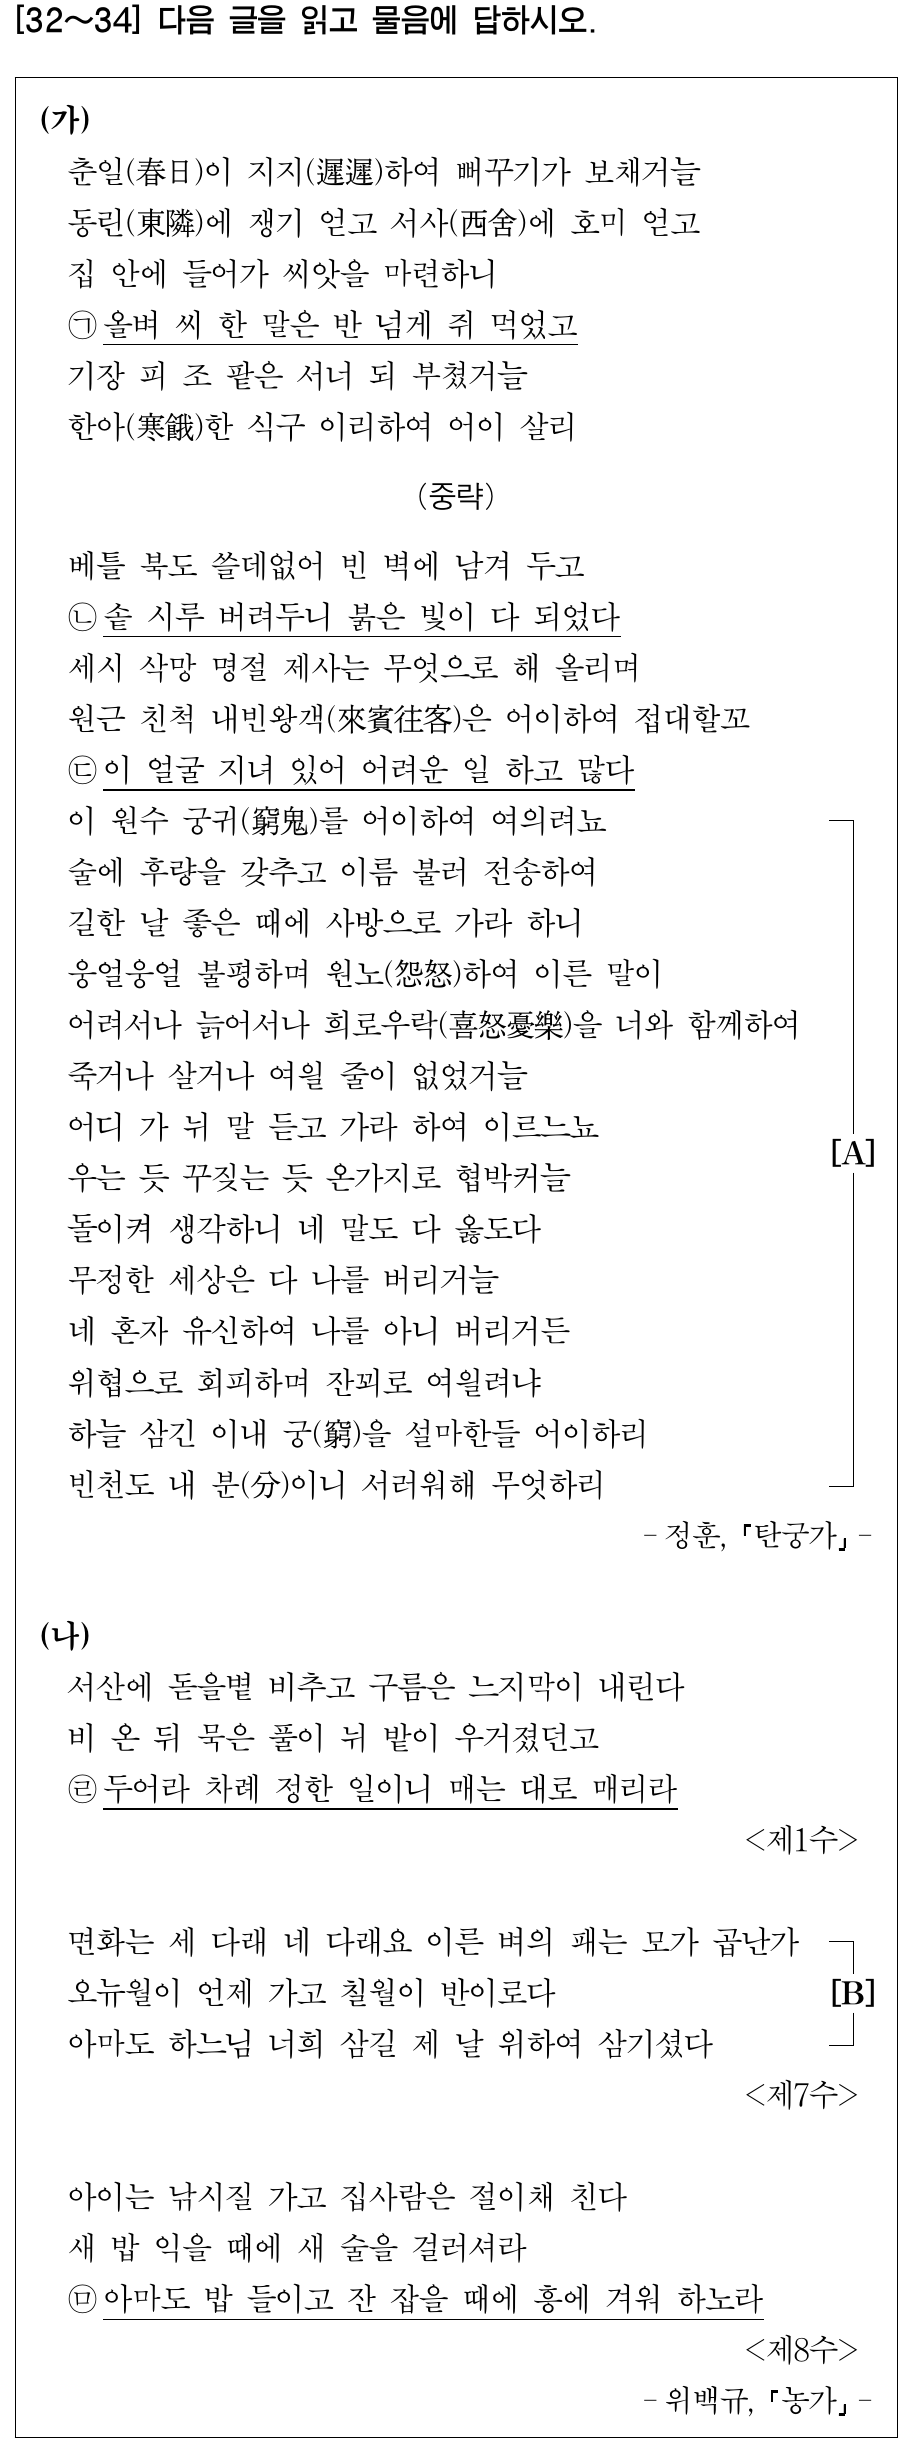 [32～34] 다음 글을 읽고 물음에 답하시오.
(가)
춘일(春日)이 지지(遲遲)하여 뻐꾸기가 보채거늘
동린(東隣)에 쟁기 얻고 서사(西舍)에 호미 얻고
집 안에 들어가 씨앗을 마련하니
㉠올벼 씨 한 말은 반 넘게 쥐 먹었고
기장 피 조 팥은 서너 되 부쳤거늘
한아(寒餓)한 식구 이리하여 어이 살리
(중략)
베틀 북도 쓸데없어 빈 벽에 남겨 두고
㉡솥 시루 버려두니 붉은 빛이 다 되었다
세시 삭망 명절 제사는 무엇으로 해 올리며
원근 친척 내빈왕객(來賓往客)은 어이하여 접대할꼬
㉢이 얼굴 지녀 있어 어려운 일 하고 많다
이 원수 궁귀(窮鬼)를 어이하여 여의려뇨
술에 후량을 갖추고 이름 불러 전송하여
길한 날 좋은 때에 사방으로 가라 하니
웅얼웅얼 불평하며 원노(怨怒)하여 이른 말이
어려서나 늙어서나 희로우락(喜怒憂樂)을 너와 함께하여
죽거나 살거나 여읠 줄이 없었거늘
어디 가 뉘 말 듣고 가라 하여 이르느뇨
[A]
우는 듯 꾸짖는 듯 온가지로 협박커늘
돌이켜 생각하니 네 말도 다 옳도다
무정한 세상은 다 나를 버리거늘
네 혼자 유신하여 나를 아니 버리거든
위협으로 회피하며 잔꾀로 여읠려냐
하늘 삼긴 이내 궁(窮)을 설마한들 어이하리
빈천도 내 분(分)이니 서러워해 무엇하리
- 정훈, 「탄궁가」 -
(나)
서산에 돋을볕 비추고 구름은 느지막이 내린다
비 온 뒤 묵은 풀이 뉘 밭이 우거졌던고
㉣두어라 차례 정한 일이니 매는 대로 매리라
<제1수>
면화는 세 다래 네 다래요 이른 벼의 패는 모가 곱난가
오뉴월이 언제 가고 칠월이 반이로다 [B]
아마도 하느님 너희 삼길 제 날 위하여 삼기셨다
<제7수>
아이는 낚시질 가고 집사람은 절이채 친다
새 밥 익을 때에 새 술을 걸러셔라
㉤아마도 밥 들이고 잔 잡을 때에 흥에 겨워 하노라
<제8수>
- 위백규, 「농가」 -